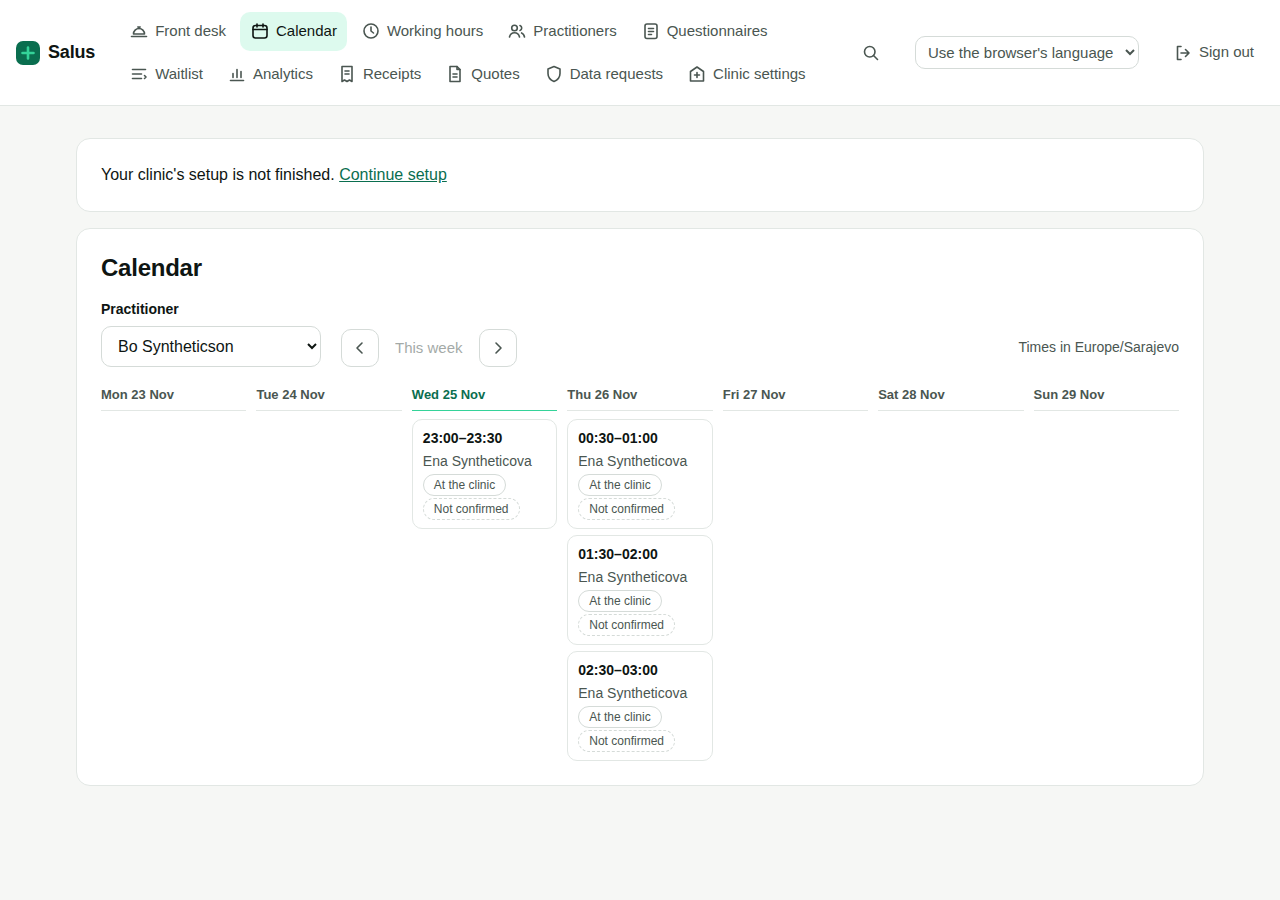 Salus
Front desk
Calendar
Working hours
Practitioners
Questionnaires
Waitlist
Analytics
Receipts
Quotes
Data requests
Clinic settings
Use the browser's language
Sign out
Your clinic's setup is not finished. Continue setup
Calendar
Practitioner
Bo Syntheticson
This week
Times in Europe/Sarajevo
Mon 23 Nov
Tue 24 Nov
Wed 25 Nov
Thu 26 Nov
Fri 27 Nov
Sat 28 Nov
Sun 29 Nov
23:00–23:30
Ena Syntheticova
At the clinic
Not confirmed
00:30–01:00
Ena Syntheticova
At the clinic
Not confirmed
01:30–02:00
Ena Syntheticova
At the clinic
Not confirmed
02:30–03:00
Ena Syntheticova
At the clinic
Not confirmed